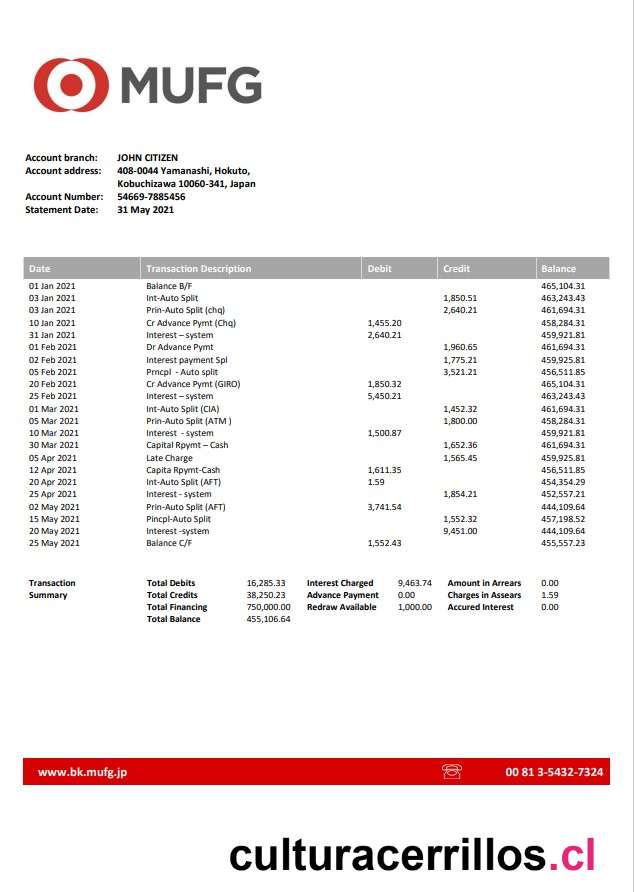 MUFG
Account branch: JOHN CITIZEN
Account address: 408-0044 Yamanashi, Hokuto,
Kobuchizawa 10060-341, Japan
Account Number: 54669-7885456
Statement Date: 31 May 2021
Date Transaction Description Debit Credit Balance
01 Jan 2021 Balance B/F 465,104.31
03 Jan 2021 Int-Auto Split 1,850.51 463,243.43
03 Jan 2021 Prin-Auto Split (chq) 2,640.21 461,694.31
10 Jan 2021 Cr Advance Pymt (Chq) 1,455.20 458,284.31
31 Jan 2021 Interest – system 2,640.21 459,921.81
01 Feb 2021 Dr Advance Pymt 1,960.65 461,694.31
02 Feb 2021 Interest payment Spl 1,775.21 459,925.81
05 Feb 2021 Prncpl - Auto split 3,521.21 456,511.85
20 Feb 2021 Cr Advance Pymt (GIRO) 1,850.32 465,104.31
25 Feb 2021 Interest – system 5,450.21 463,243.43
01 Mar 2021 Int-Auto Split (CIA) 1,452.32 461,694.31
05 Mar 2021 Prin-Auto Split (ATM ) 1,800.00 458,284.31
10 Mar 2021 Interest - system 1,500.87 459,921.81
30 Mar 2021 Capital Rpymt – Cash 1,652.36 461,694.31
05 Apr 2021 Late Charge 1,565.45 459,925.81
12 Apr 2021 Capita Rpymt-Cash 1,611.35 456,511.85
20 Apr 2021 Int-Auto Split (AFT) 1.59 454,354.29
25 Apr 2021 Interest - system 1,854.21 452,557.21
02 May 2021 Prin-Auto Split (AFT) 3,741.54 444,109.64
15 May 2021 Pincpl-Auto Split 1,552.32 457,198.52
20 May 2021 Interest -system 9,451.00 444,109.64
25 May 2021 Balance C/F 1,552.43 455,557.23
Transaction Total Debits 16,285.33 Interest Charged 9,463.74 Amount in Arrears 0.00
Summary Total Credits 38,250.23 Advance Payment 0.00 Charges in Assears 1.59
Total Financing 750,000.00 Redraw Available 1,000.00 Accured Interest 0.00
Total Balance 455,106.64
www.bk.mufg.jp 00 81 3-5432-7324
culturacerrillos.cl